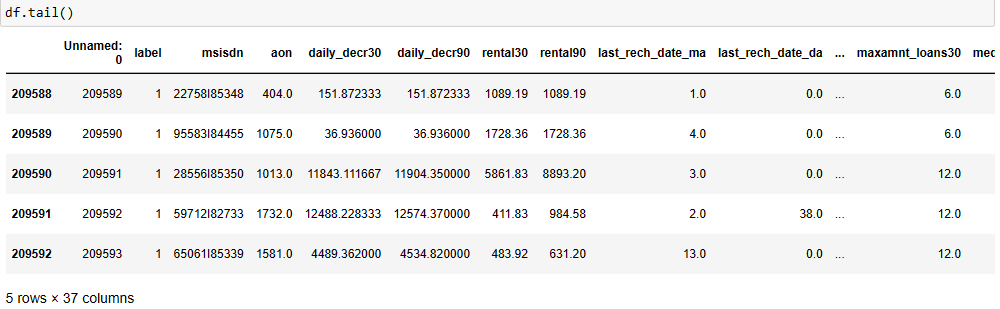 df.tail()
Unnamed: 0 label msisdn aon daily_decr30 daily_decr90 rental30 rental90 last_rech_date_ma last_rech_date_da ... maxamnt_loans30
209588 209589 1 22758I85348 404.0 151.872333 151.872333 1089.19 1089.19 1.0 0.0 ... 6.0
209589 209590 1 95583I84455 1075.0 36.936000 36.936000 1728.36 1728.36 4.0 0.0 ... 6.0
209590 209591 1 28556I85350 1013.0 11843.111667 11904.350000 5861.83 8893.20 3.0 0.0 ... 12.0
209591 209592 1 59712I82733 1732.0 12488.228333 12574.370000 411.83 984.58 2.0 38.0 ... 12.0
209592 209593 1 65061I85339 1581.0 4489.362000 4534.820000 483.92 631.20 13.0 0.0 ... 12.0
5 rows × 37 columns